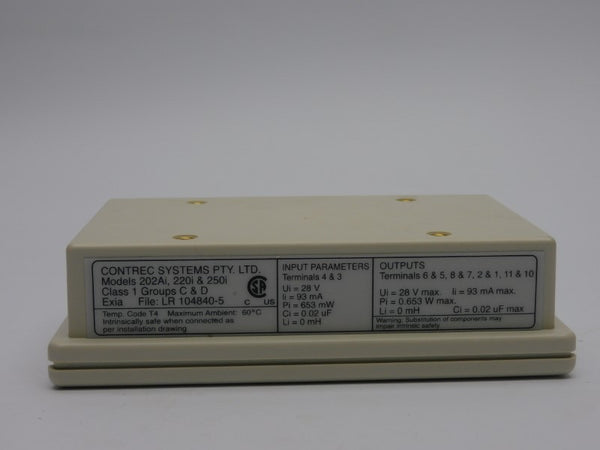 CONTREC SYSTEMS PTY. LTD.
Models 202Ai, 220i & 250i
Class 1 Groups C & D
Exia File: LR 104840-5
C US
Temp. Code T4 Maximum Ambient: 60°C
Intrinsically safe when connected as
per installation drawing
INPUT PARAMETERS
Terminals 4 & 3
Ui = 28 V
Ii = 93 mA
Pi = 653 mW
Ci = 0.02 uF
Li = 0 mH
OUTPUTS
Terminals 6 & 5, 8 & 7, 2 & 1, 11 & 10
Ui = 28 V max. Ii = 93 mA max.
Pi = 0.653 W max.
Li = 0 mH Ci = 0.02 uF max
Warning: Substitution of components may
impair intrinsic safety.